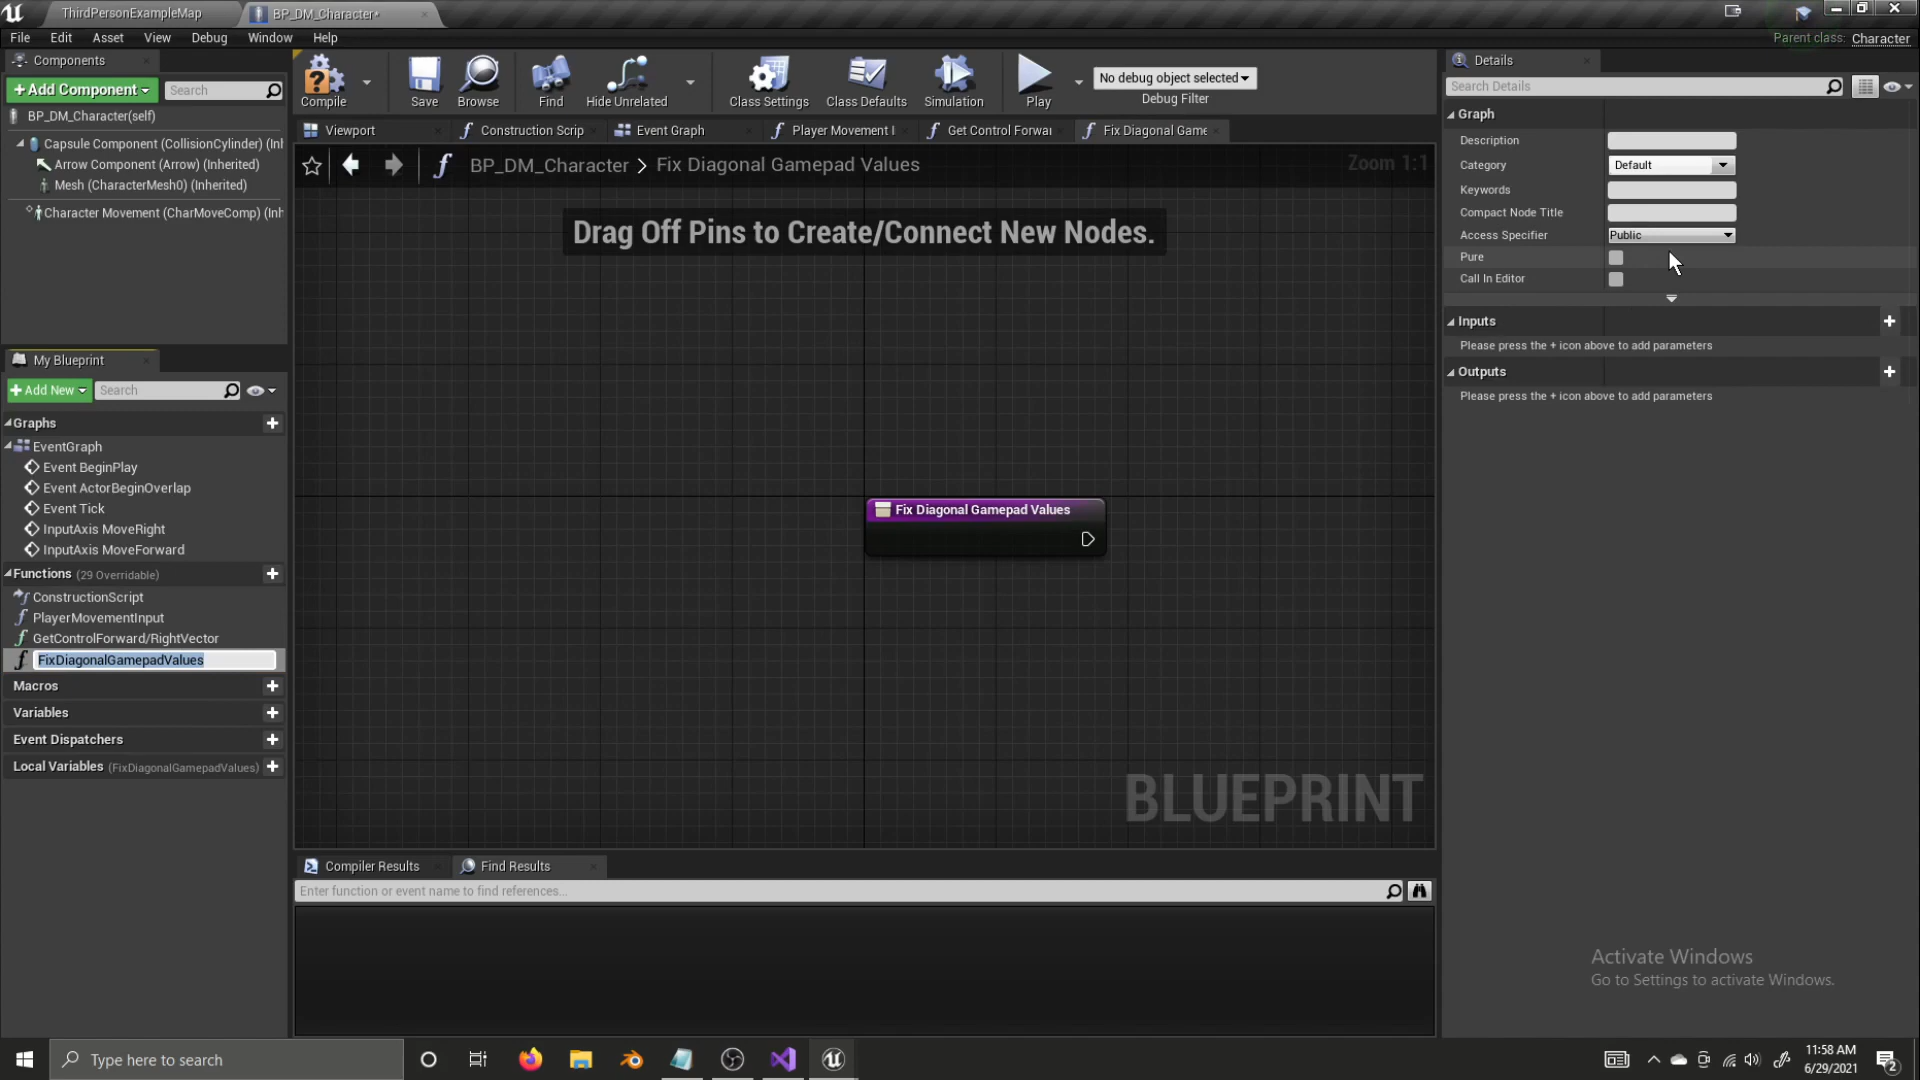 ThirdPersonExampleMap
BP_DM_Character*
File Edit Asset View Debug Window Help
Parent class: Character
Components
+Add Component
Search
BP_DM_Character(self)
Capsule Component (CollisionCylinder) (Inh
Arrow Component (Arrow) (Inherited)
Mesh (CharacterMesh0) (Inherited)
Character Movement (CharMoveComp) (Inh
Compile
Save
Browse
Find
Hide Unrelated
Class Settings
Class Defaults
Simulation
Play
No debug object selected
Debug Filter
Viewport
Construction Scrip
Event Graph
Player Movement I
Get Control Forwar
Fix Diagonal Game
BP_DM_Character > Fix Diagonal Gamepad Values
Zoom 1:1
Drag Off Pins to Create/Connect New Nodes.
Fix Diagonal Gamepad Values
BLUEPRINT
My Blueprint
+Add New
Search
Graphs
EventGraph
Event BeginPlay
Event ActorBeginOverlap
Event Tick
InputAxis MoveRight
InputAxis MoveForward
Functions (29 Overridable)
ConstructionScript
PlayerMovementInput
GetControlForward/RightVector
FixDiagonalGamepadValues
Macros
Variables
Event Dispatchers
Local Variables (FixDiagonalGamepadValues)
Compiler Results
Find Results
Enter function or event name to find references...
Details
Search Details
Graph
Description
Category Default
Keywords
Compact Node Title
Access Specifier Public
Pure
Call In Editor
Inputs
Please press the + icon above to add parameters
Outputs
Please press the + icon above to add parameters
Activate Windows
Go to Settings to activate Windows.
Type here to search
11:58 AM
6/29/2021
2